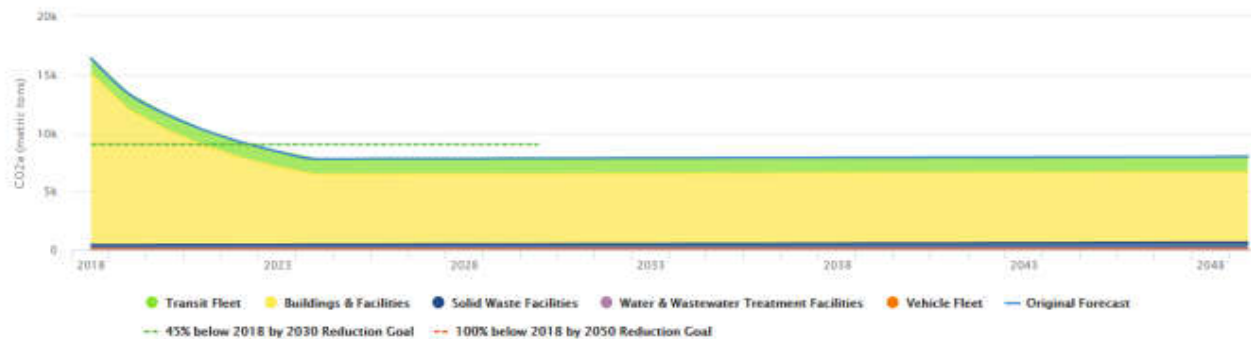 20k
15k
10k
5k
0
CO2e (metric tons)
2018 2023 2028 2033 2038 2043 2048
Transit Fleet Buildings & Facilities Solid Waste Facilities Water & Wastewater Treatment Facilities Vehicle Fleet Original Forecast
45% below 2018 by 2030 Reduction Goal 100% below 2018 by 2050 Reduction Goal